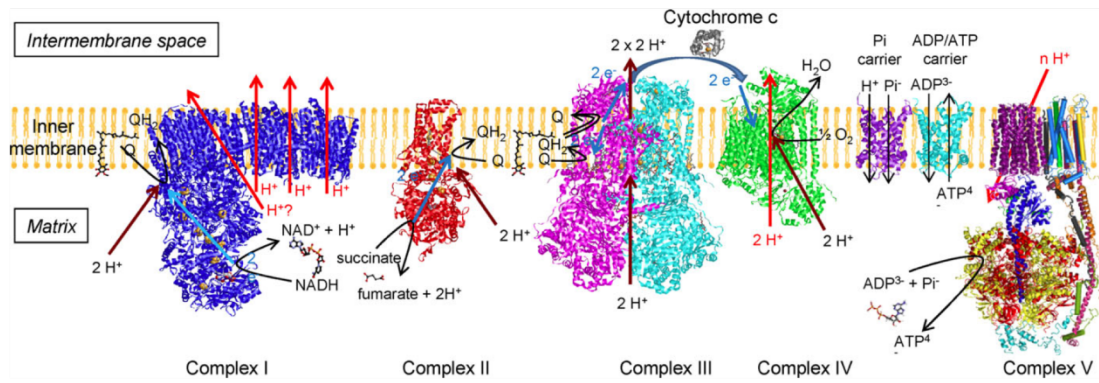 Cytochrome c
Intermembrane space
2 x 2 H⁺
Pi carrier
ADP/ATP carrier
H₂O
n H⁺
2 e⁻
2 e⁻
H⁺ Pi⁻
ADP³⁻
Inner membrane
QH₂
Q
QH₂
Q
Q
QH₂
Q
½ O₂
H⁺
H⁺
H⁺
H⁺?
ATP⁴
-
Matrix
NAD⁺ + H⁺
2 H⁺
NADH
succinate
fumarate + 2H⁺
2 H⁺
2 H⁺
2 H⁺
2 H⁺
ADP³⁻ + Pi⁻
ATP⁴
-
Complex I
Complex II
Complex III
Complex IV
Complex V